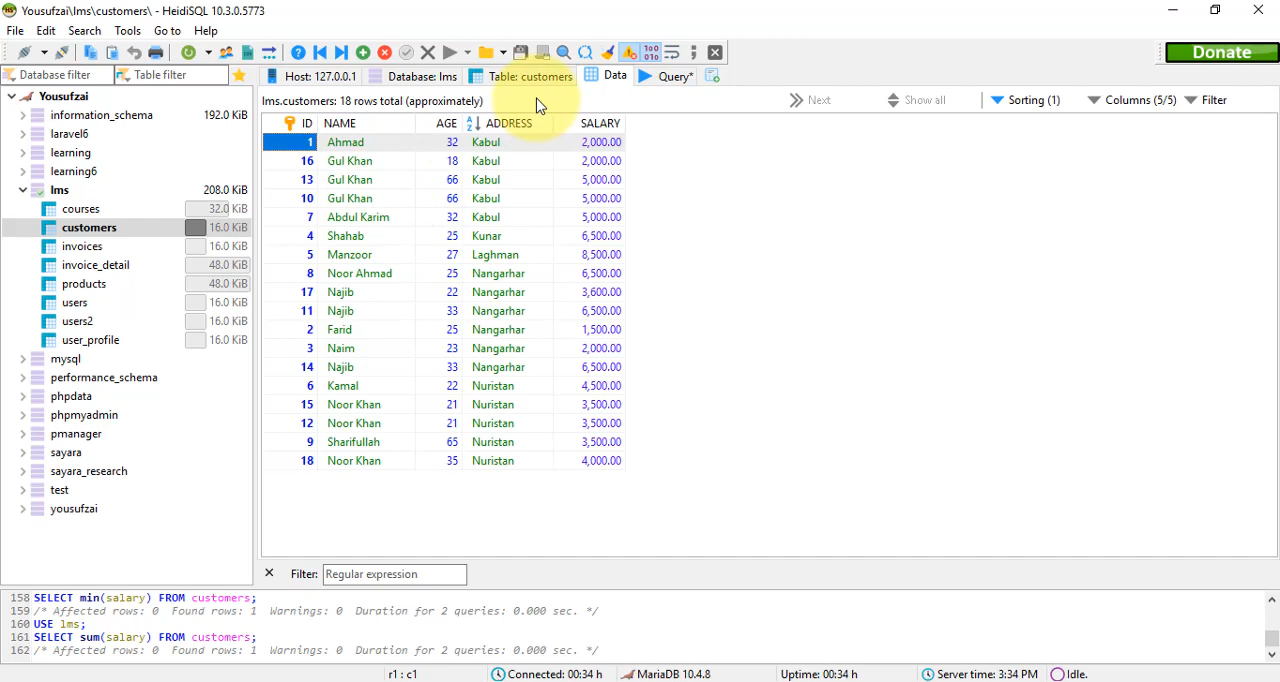 Yousufzai\lms\customers\ - HeidiSQL 10.3.0.5773
File Edit Search Tools Go to Help
Donate
Database filter Table filter Host: 127.0.0.1 Database: lms Table: customers Data Query*
Yousufzai
information_schema 192.0 KiB
laravel6
learning
learning6
lms 208.0 KiB
courses 32.0 KiB
customers 16.0 KiB
invoices 16.0 KiB
invoice_detail 48.0 KiB
products 48.0 KiB
users 16.0 KiB
users2 16.0 KiB
user_profile 16.0 KiB
mysql
performance_schema
phpdata
phpmyadmin
pmanager
sayara
sayara_research
test
yousufzai
lms.customers: 18 rows total (approximately) Next Show all Sorting (1) Columns (5/5) Filter
ID NAME AGE ADDRESS SALARY
1 Ahmad 32 Kabul 2,000.00
16 Gul Khan 18 Kabul 2,000.00
13 Gul Khan 66 Kabul 5,000.00
10 Gul Khan 66 Kabul 5,000.00
7 Abdul Karim 32 Kabul 5,000.00
4 Shahab 25 Kunar 6,500.00
5 Manzoor 27 Laghman 8,500.00
8 Noor Ahmad 25 Nangarhar 6,500.00
17 Najib 22 Nangarhar 3,600.00
11 Najib 33 Nangarhar 6,500.00
2 Farid 25 Nangarhar 1,500.00
3 Naim 23 Nangarhar 2,000.00
14 Najib 33 Nangarhar 6,500.00
6 Kamal 22 Nuristan 4,500.00
15 Noor Khan 21 Nuristan 3,500.00
12 Noor Khan 21 Nuristan 3,500.00
9 Sharifullah 65 Nuristan 3,500.00
18 Noor Khan 35 Nuristan 4,000.00
Filter: Regular expression
158 SELECT min(salary) FROM customers;
159 /* Affected rows: 0 Found rows: 1 Warnings: 0 Duration for 2 queries: 0.000 sec. */
160 USE lms;
161 SELECT sum(salary) FROM customers;
162 /* Affected rows: 0 Found rows: 1 Warnings: 0 Duration for 2 queries: 0.000 sec. */
r1 : c1 Connected: 00:34 h MariaDB 10.4.8 Uptime: 00:34 h Server time: 3:34 PM Idle.